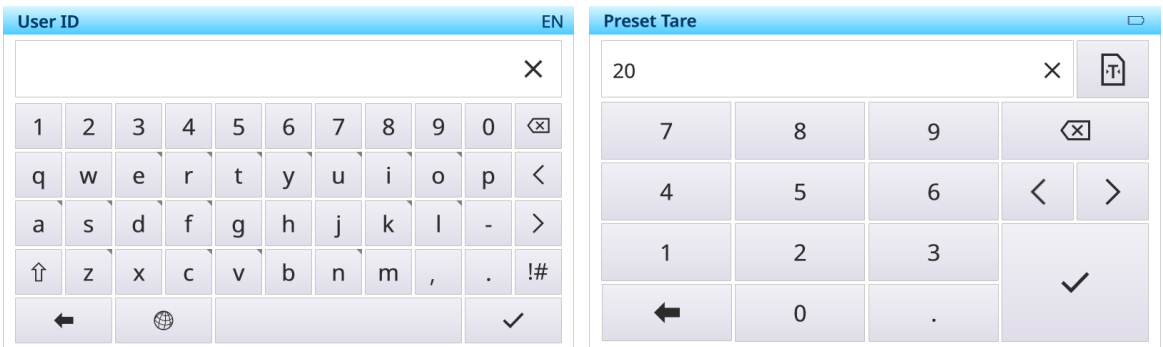 User ID EN
1 2 3 4 5 6 7 8 9 0
q w e r t y u i o p <
a s d f g h j k l - >
z x c v b n m , . !#
Preset Tare
20 T
7 8 9
4 5 6 < >
1 2 3
0 .